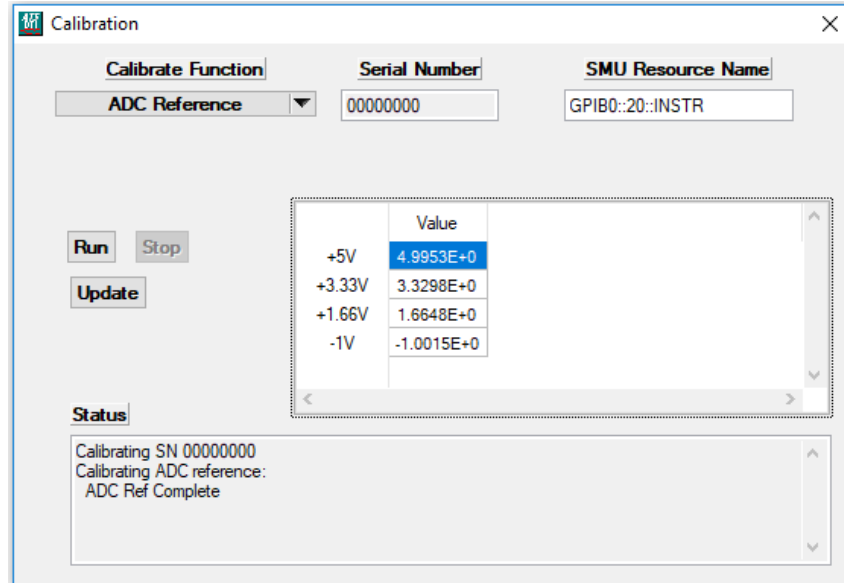 Calibration
Calibrate Function Serial Number SMU Resource Name
ADC Reference 00000000 GPIB0::20::INSTR
Value
Run Stop
+5V 4.9953E+0
Update
+3.33V 3.3298E+0
+1.66V 1.6648E+0
-1V -1.0015E+0
Status
Calibrating SN 00000000
Calibrating ADC reference:
ADC Ref Complete